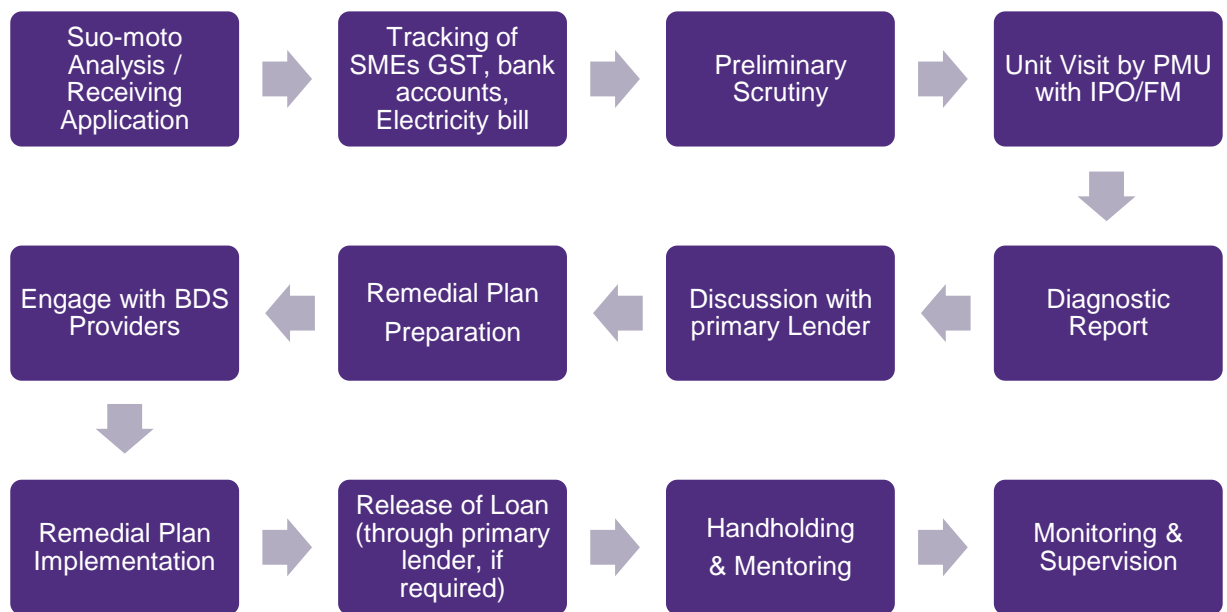 Suo-moto
Analysis /
Receiving
Application
Tracking of
SMEs GST, bank
accounts,
Electricity bill
Preliminary
Scrutiny
Unit Visit by PMU
with IPO/FM
Diagnostic
Report
Discussion with
primary Lender
Remedial Plan
Preparation
Engage with BDS
Providers
Remedial Plan
Implementation
Release of Loan
(through primary
lender, if
required)
Handholding
& Mentoring
Monitoring &
Supervision